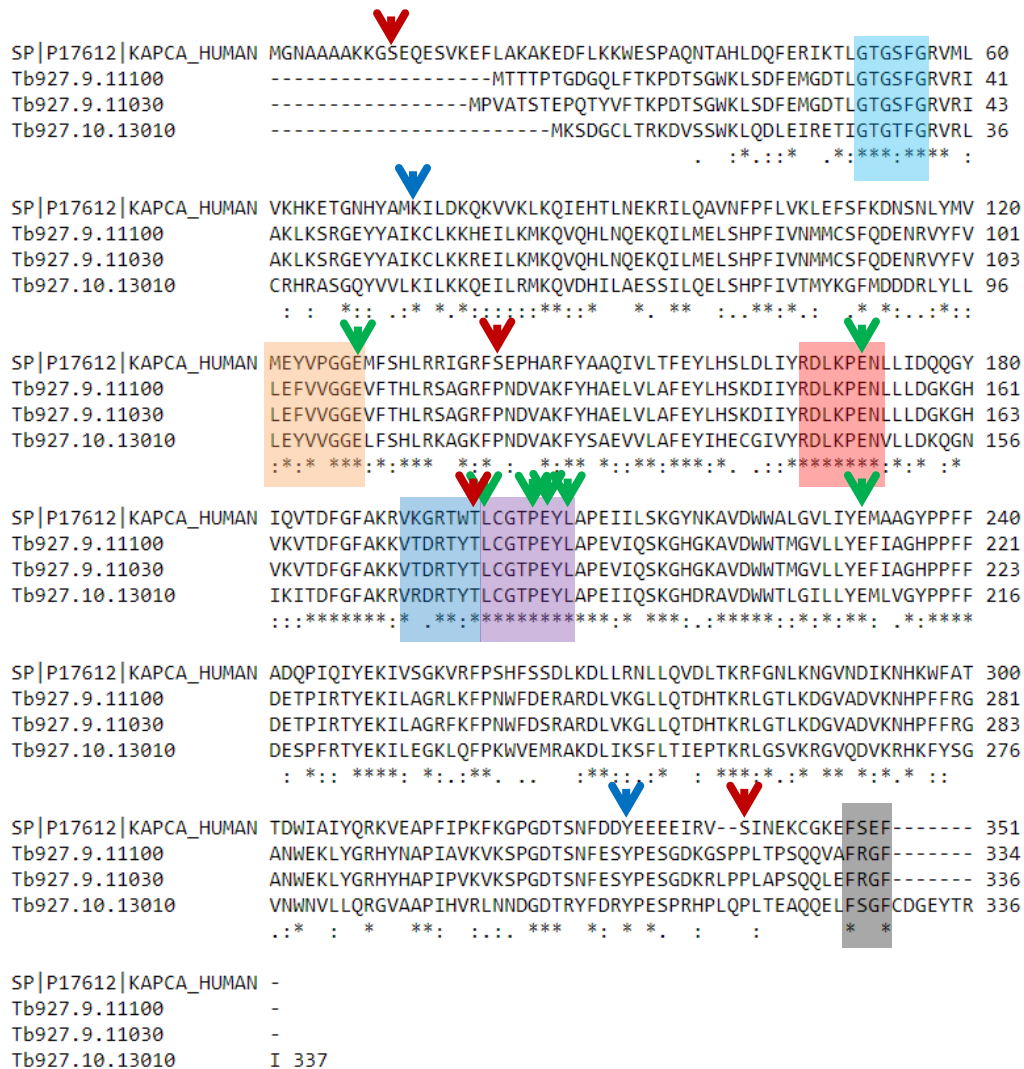 SP|P17612|KAPCA_HUMAN MGNAAAAKKGSEQESVKEFLAKAKEDFLKKWESPAQNTAHLDQFERIKTLGTGSFGRVML 60
Tb927.9.11100 -------------------MTTTPTGDGQLFTKPDTSGWKLSDFEMGDTLGTGSFGRVRI 41
Tb927.9.11030 -----------------MPVATSTEPQTYVFTKPDTSGWKLSDFEMGDTLGTGSFGRVRI 43
Tb927.10.13010 ------------------------MKSDGCLTRKDVSSWKLQDLEIRETIGTGTFGRVRL 36
. :*.::* .*:***:**** :
SP|P17612|KAPCA_HUMAN VKHKETGNHYAMKILDKQKVVKLKQIEHTLNEKRILQAVNFPFLVKLEFSFKDNSNLYMV 120
Tb927.9.11100 AKLKSRGEYYAIKCLKKHEILKMKQVQHLNQEKQILMELSHPFIVNMMCSFQDENRVYFV 101
Tb927.9.11030 AKLKSRGEYYAIKCLKKREILKMKQVQHLNQEKQILMELSHPFIVNMMCSFQDENRVYFV 103
Tb927.10.13010 CRHRASGQYVVLKILKKQEILRMKQVDHILAESSILQELSHPFIVTMYKGFMDDDRLYLL 96
: : *:: .:* *.*:::::::**::* *. ** :..**:*.: .* *:..:*::
SP|P17612|KAPCA_HUMAN MEYVPGGEMFSHLRRIGRFSEPHARFYAAQIVLTFEYLHSLDLIYRDLKPENLLIDQQGY 180
Tb927.9.11100 LEFVVGGEVFTHLRSAGRFPNDVAKFYHAELVLAFEYLHSKDIIYRDLKPENLLLDGKGH 161
Tb927.9.11030 LEFVVGGEVFTHLRSAGRFPNDVAKFYHAELVLAFEYLHSKDIIYRDLKPENLLLDGKGH 163
Tb927.10.13010 LEYVVGGELFSHLRKAGKFPNDVAKFYSAEVVLAFEYIHECGIVYRDLKPENVLLDKQGN 156
:*:* ***:*:*** *:* : *:** *::**:***:*. .::********:*:* :*
SP|P17612|KAPCA_HUMAN IQVTDFGFAKRVKGRTWTLCGTPEYLAPEIILSKGYNKAVDWWALGVLIYEMAAGYPPFF 240
Tb927.9.11100 VKVTDFGFAKKVTDRTYTLCGTPEYLAPEVIQSKGHGKAVDWWTMGVLLYEFIAGHPPFF 221
Tb927.9.11030 VKVTDFGFAKKVTDRTYTLCGTPEYLAPEVIQSKGHGKAVDWWTMGVLLYEFIAGHPPFF 223
Tb927.10.13010 IKITDFGFAKRVRDRTYTLCGTPEYLAPEIIQSKGHDRAVDWWTLGILLYEMLVGYPPFF 216
:::*******:* .**:************:* ***:.:*****::*:*:**: .*:****
SP|P17612|KAPCA_HUMAN ADQPIQIYEKIVSGKVRFPSHFSSDLKDLLRNLLQVDLTKRFGNLKNGVNDIKNHKWFAT 300
Tb927.9.11100 DETPIRTYEKILAGRLKFPNWFDERARDLVKGLLQTDHTKRLGTLKDGVADVKNHPFFRG 281
Tb927.9.11030 DETPIRTYEKILAGRLKFPNWFDSRARDLVKGLLQTDHTKRLGTLKDGVADVKNHPFFRG 283
Tb927.10.13010 DESPFRTYEKILEGKLQFPKWVEMRAKDLIKSFLTIEPTKRLGSVKRGVQDVKRHKFYSG 276
: *:: ****: *:.:**. .. :**::.:* : ***:*.:* ** *:*.* ::
SP|P17612|KAPCA_HUMAN TDWIAIYQRKVEAPFIPKFKGPGDTSNFDDYEEEEIRV--SINEKCGKEFSEF------- 351
Tb927.9.11100 ANWEKLYGRHYNAPIAVKVKSPGDTSNFESYPESGDKGSPPLTPSQQVAFRGF------- 334
Tb927.9.11030 ANWEKLYGRHYHAPIPVKVKSPGDTSNFESYPESGDKRLPPLAPSQQLEFRGF------- 336
Tb927.10.13010 VNWNVLLQRGVAAPIHVRLNNDGDTRYFDRYPESPRHPLQPLTEAQQELFSGFCDGEYTR 336
.:* : * **: :.:. *** *: * *. : : * *
SP|P17612|KAPCA_HUMAN -
Tb927.9.11100 -
Tb927.9.11030 -
Tb927.10.13010 I 337